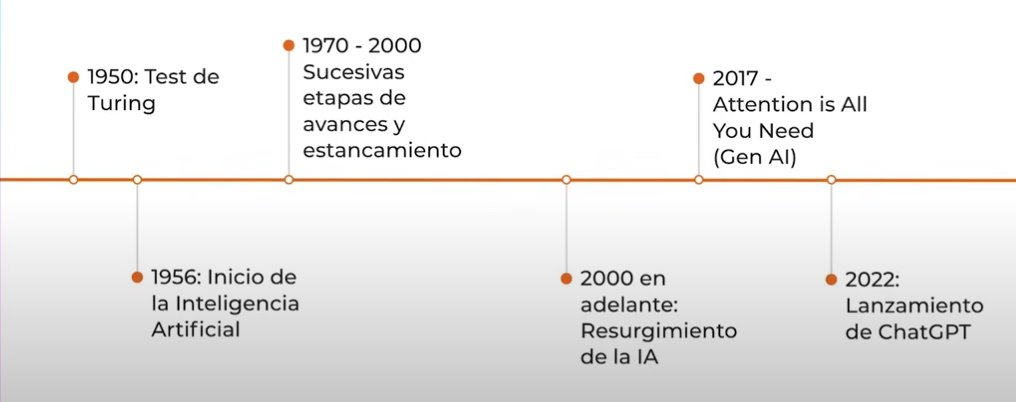 1950: Test de
Turing
1956: Inicio de
la Inteligencia
Artificial
1970 - 2000
Sucesivas
etapas de
avances y
estancamiento
2000 en
adelante:
Resurgimiento
de la IA
2017 -
Attention is All
You Need
(Gen AI)
2022:
Lanzamiento
de ChatGPT